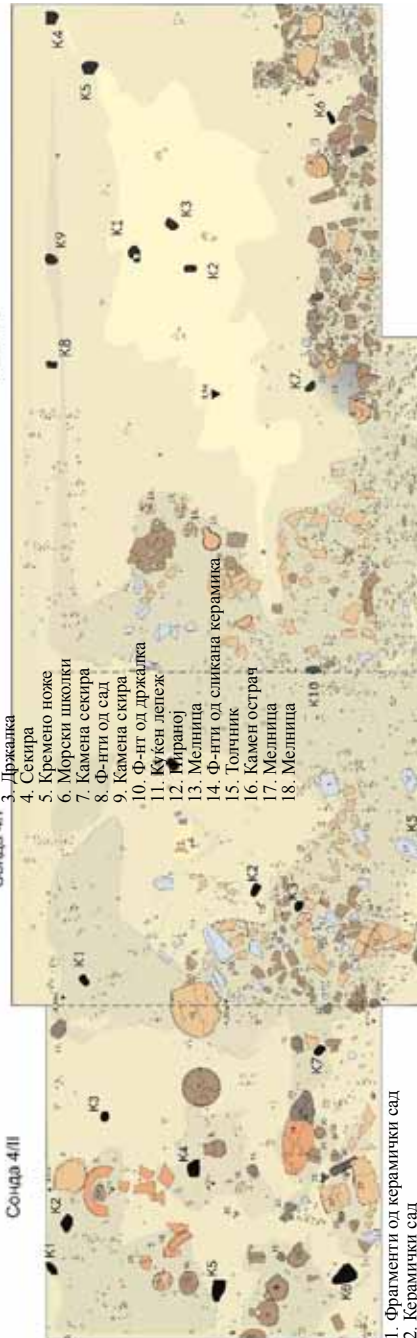 Сонда 4/II
K4
K5
K9
K8
K1
K3
K2
K6
K7
K10
K1
K2
K3
K5
K1
K2
K3
K4
K5
K6
K7
1. Фрагменти од керамички сад
2. Керамички сад
3. Држалка
4. Секира
5. Кремено ноже
6. Морски школки
7. Камена секира
8. Ф-нти од сад
9. Камена скира
10. Ф-нт од држалка
11. Куќен лепеж
12. Шираној
13. Мелница
14. Ф-нти од сликана керамика
15. Толчник
16. Камен острач
17. Мелница
18. Мелница